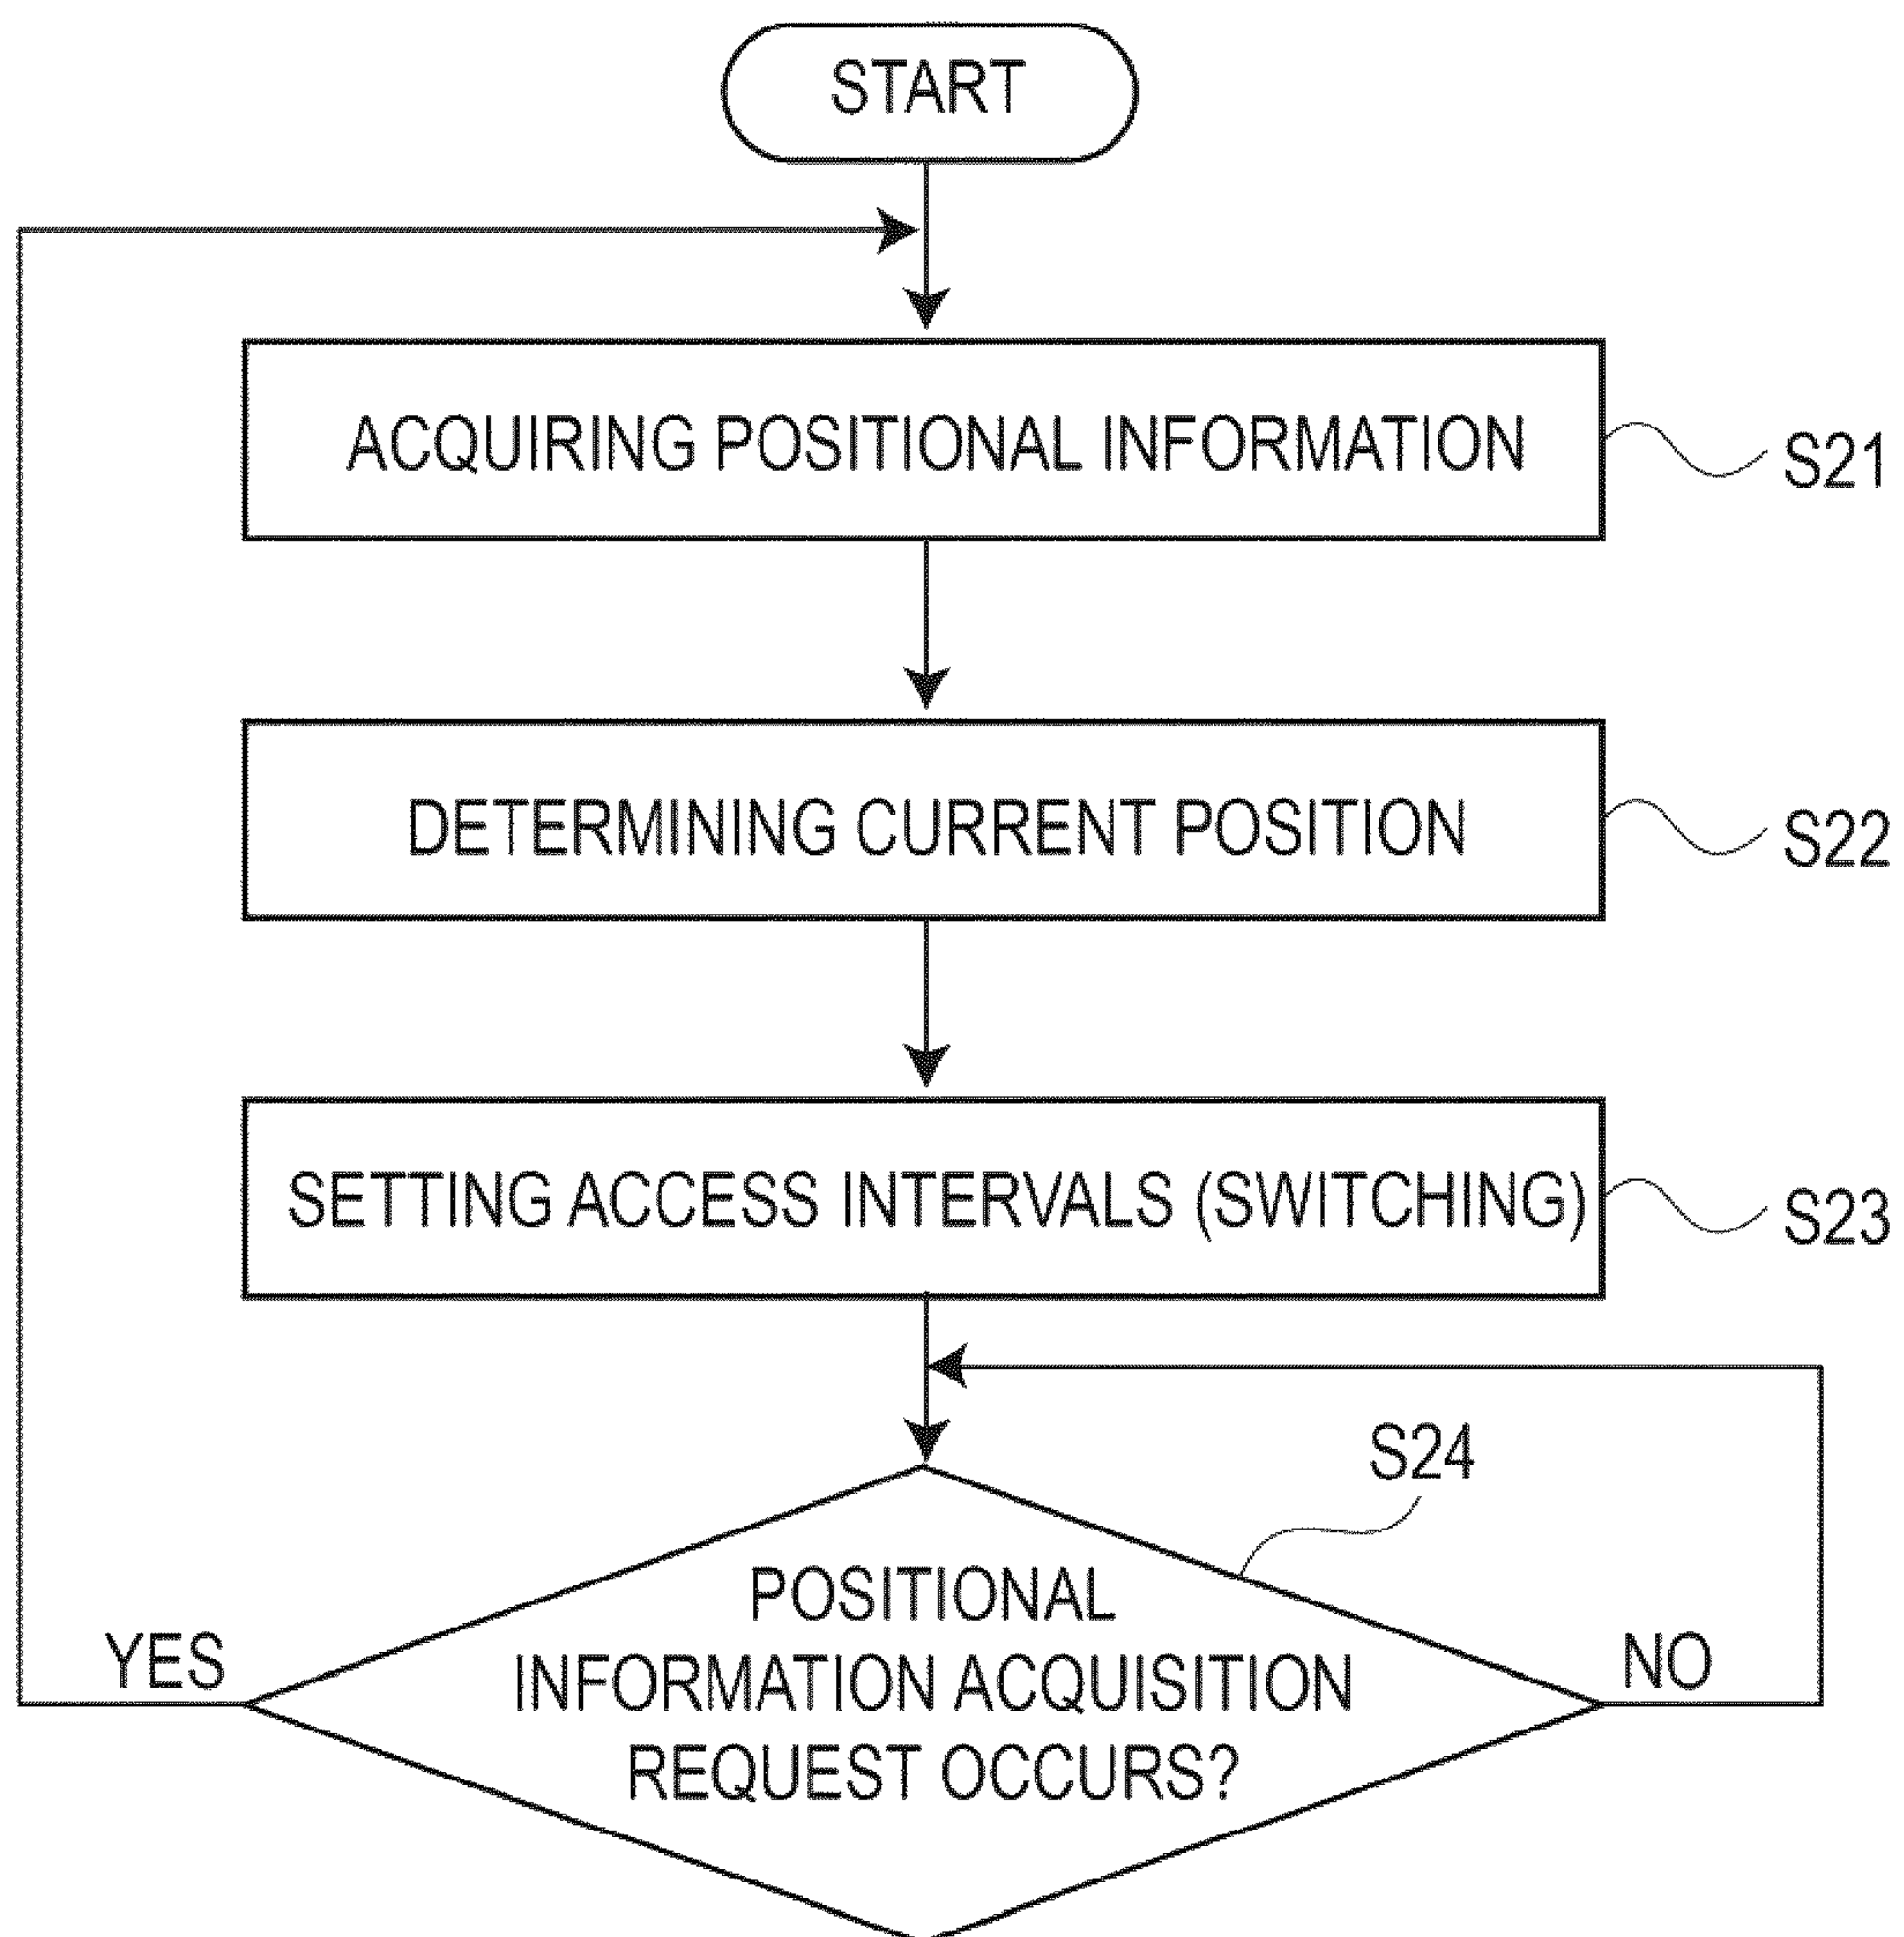 START
ACQUIRING POSITIONAL INFORMATION
S21
DETERMINING CURRENT POSITION
S22
SETTING ACCESS INTERVALS (SWITCHING)
S23
S24
POSITIONAL
INFORMATION ACQUISITION
REQUEST OCCURS?
YES
NO